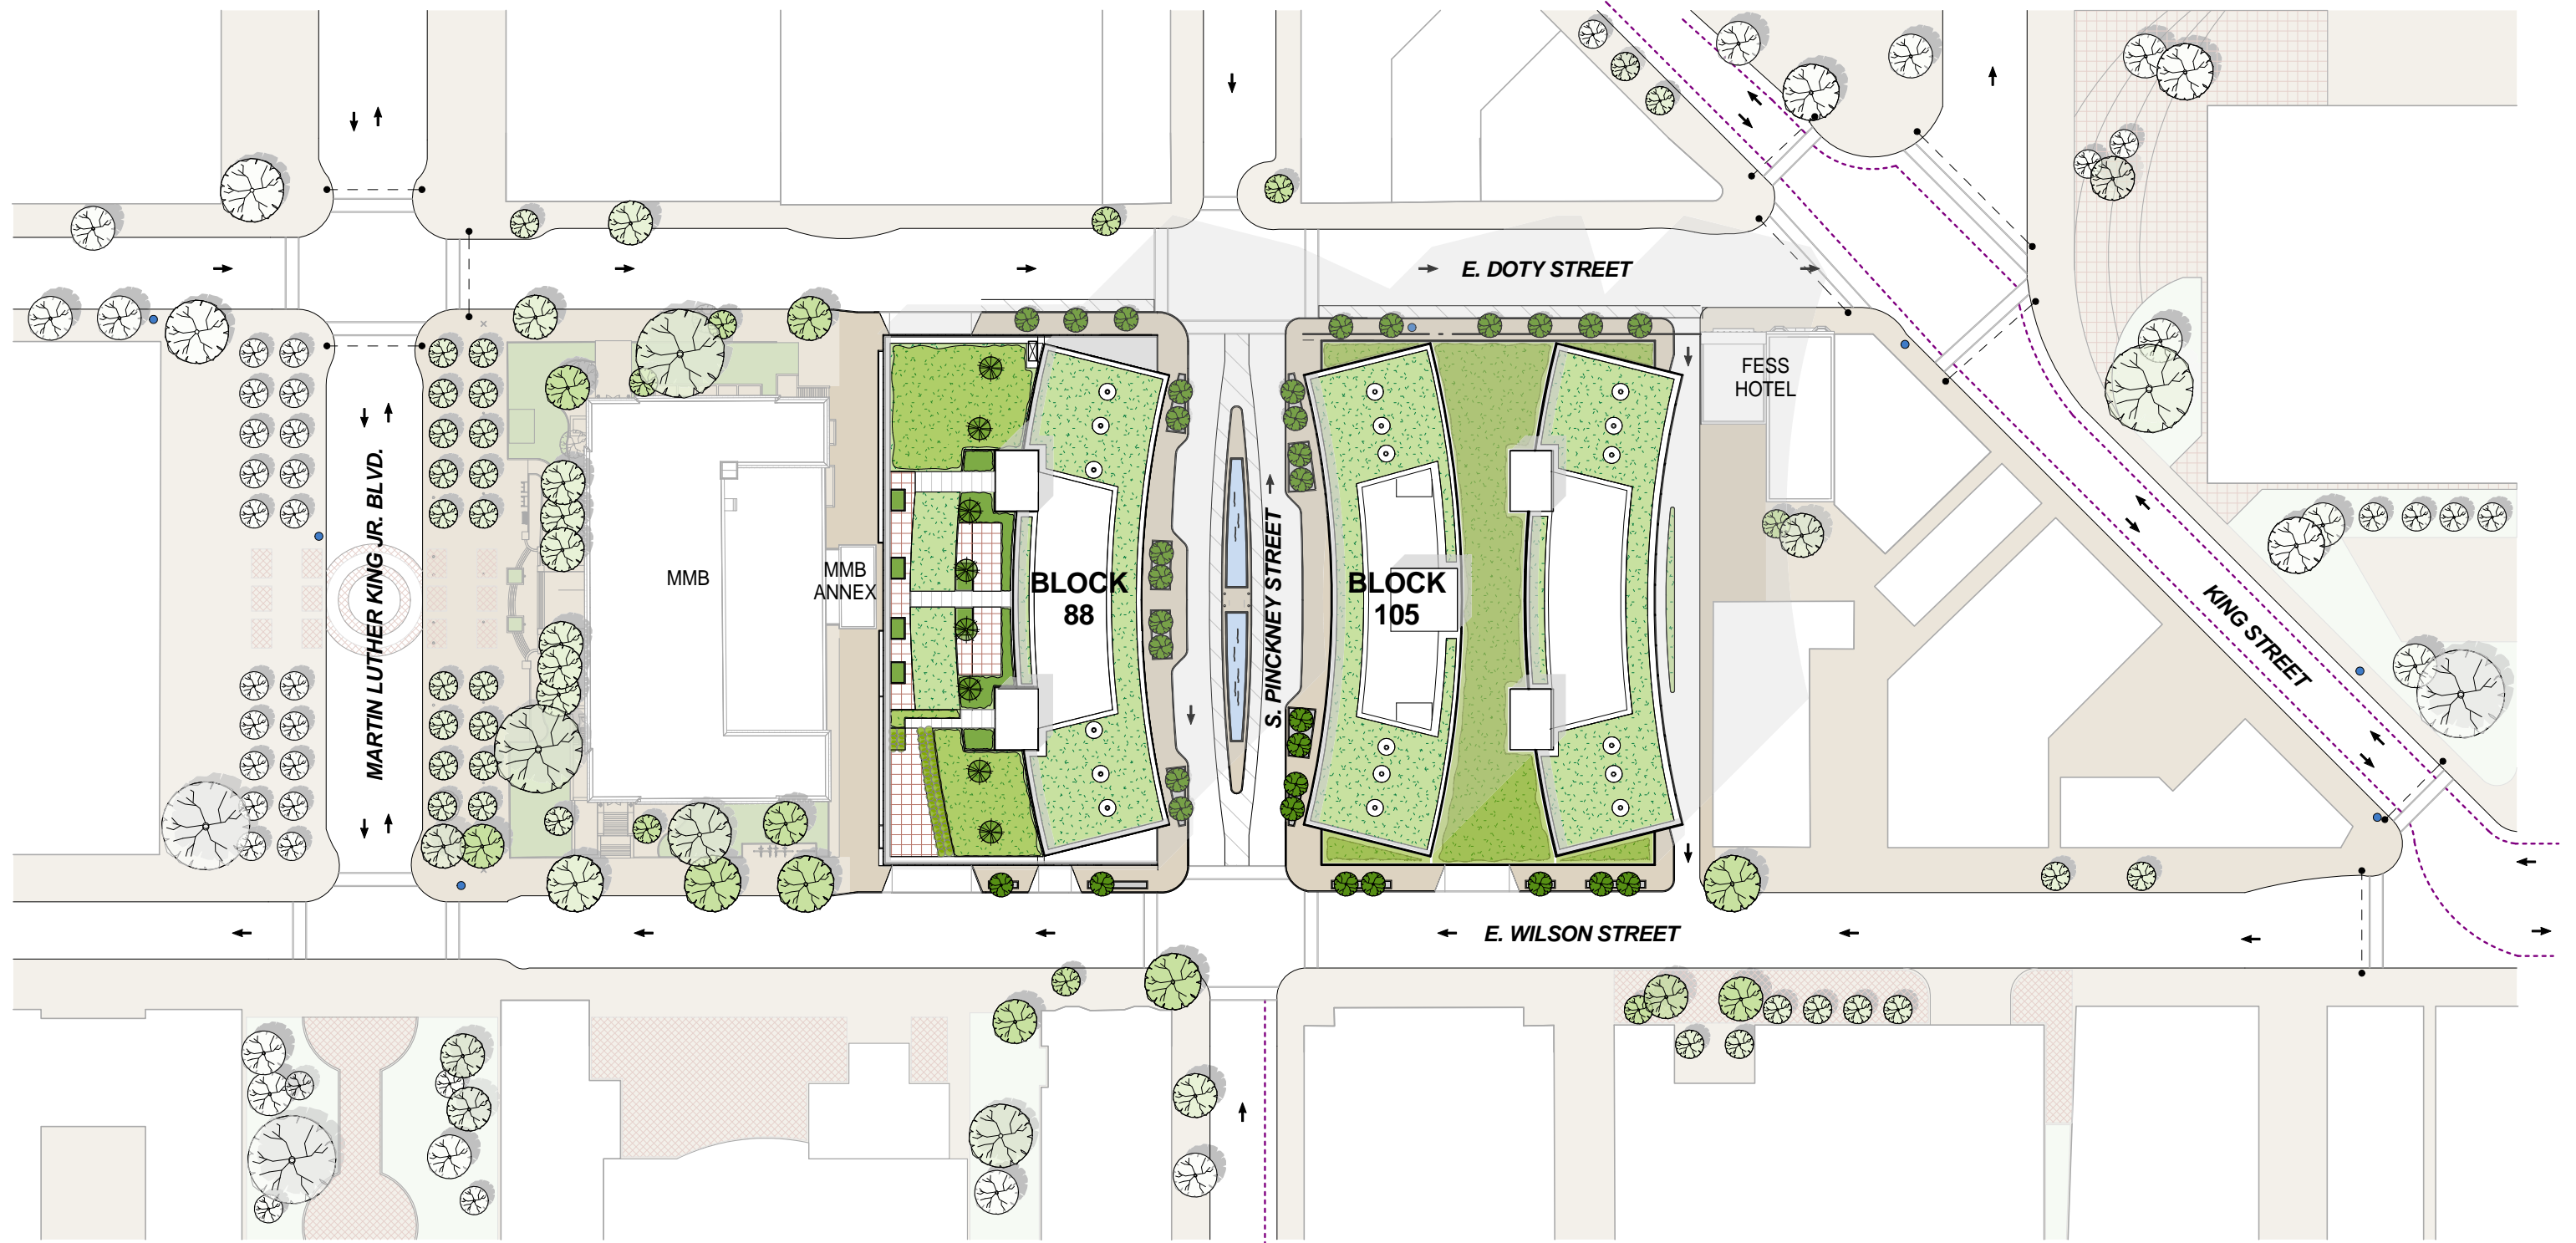 E. DOTY STREET
FESS
HOTEL
MARTIN LUTHER KING JR. BLVD.
MMB
MMB
ANNEX
BLOCK
88
S. PINCKNEY STREET
BLOCK
105
KING STREET
E. WILSON STREET